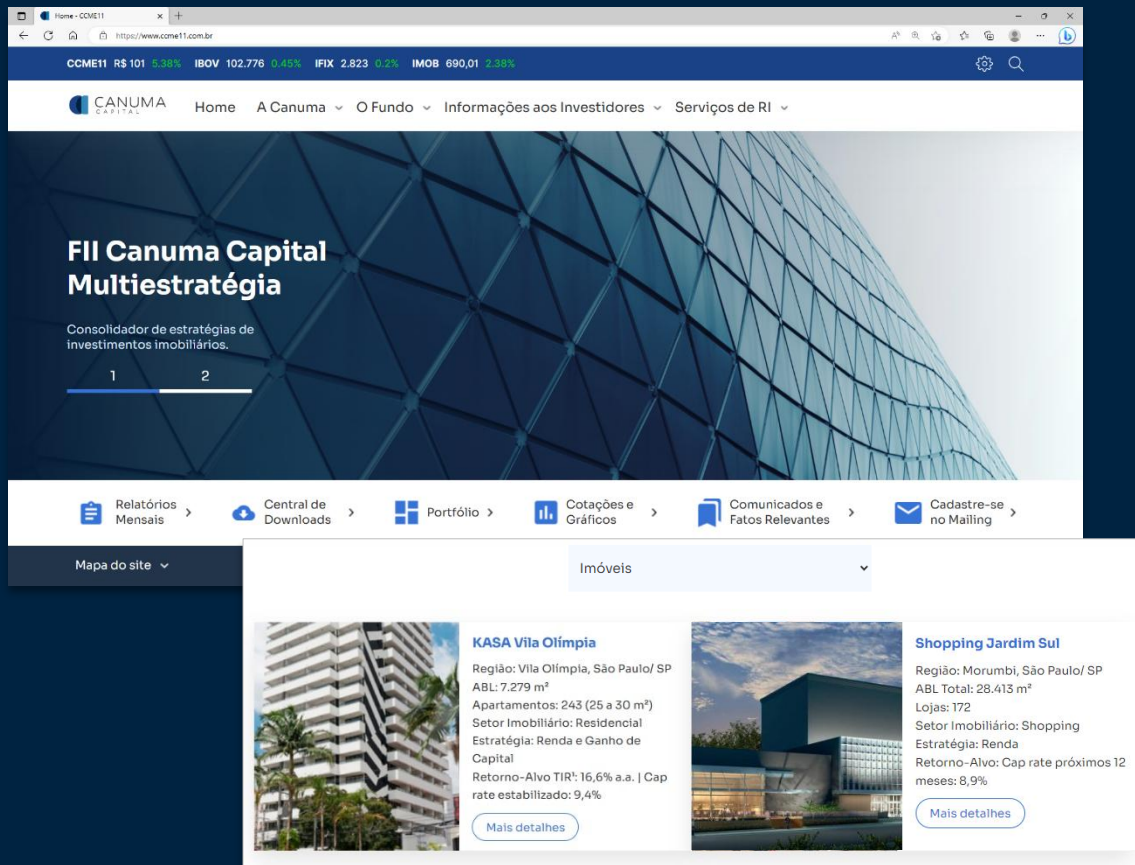 Home - CCME11
https://www.ccme11.com.br
CCME11 R$ 101 5.38% IBOV 102.776 0.45% IFIX 2.823 0.2% IMOB 690,01 2.38%
CANUMA
CAPITAL
Home A Canuma O Fundo Informações aos Investidores Serviços de RI
FII Canuma Capital
Multiestratégia
Consolidador de estratégias de
investimentos imobiliários.
1 2
Relatórios
Mensais
Central de
Downloads
Portfólio
Cotações e
Gráficos
Comunicados e
Fatos Relevantes
Cadastre-se
no Mailing
Mapa do site
Imóveis
KASA Vila Olímpia
Região: Vila Olímpia, São Paulo/ SP
ABL: 7.279 m²
Apartamentos: 243 (25 a 30 m²)
Setor Imobiliário: Residencial
Estratégia: Renda e Ganho de
Capital
Retorno-Alvo TIR¹: 16,6% a.a. | Cap
rate estabilizado: 9,4%
Mais detalhes
Shopping Jardim Sul
Região: Morumbi, São Paulo/ SP
ABL Total: 28.413 m²
Lojas: 172
Setor Imobiliário: Shopping
Estratégia: Renda
Retorno-Alvo: Cap rate próximos 12
meses: 8,9%
Mais detalhes